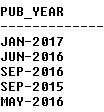 PUB_YEAR
------------
JAN-2017
JUN-2016
SEP-2016
SEP-2015
MAY-2016